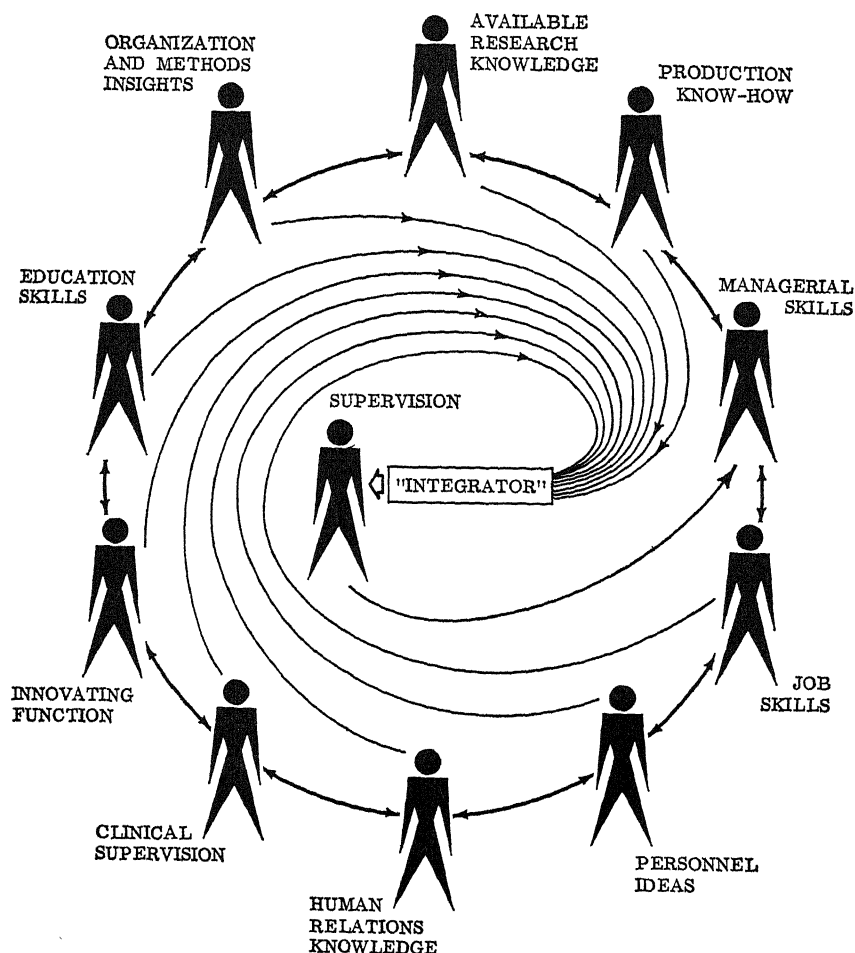 AVAILABLE
RESEARCH
KNOWLEDGE
ORGANIZATION
AND METHODS
INSIGHTS
PRODUCTION
KNOW-HOW
EDUCATION
SKILLS
MANAGERIAL
SKILLS
SUPERVISION
"INTEGRATOR"
INNOVATING
FUNCTION
JOB
SKILLS
CLINICAL
SUPERVISION
PERSONNEL
IDEAS
HUMAN
RELATIONS
KNOWLEDGE